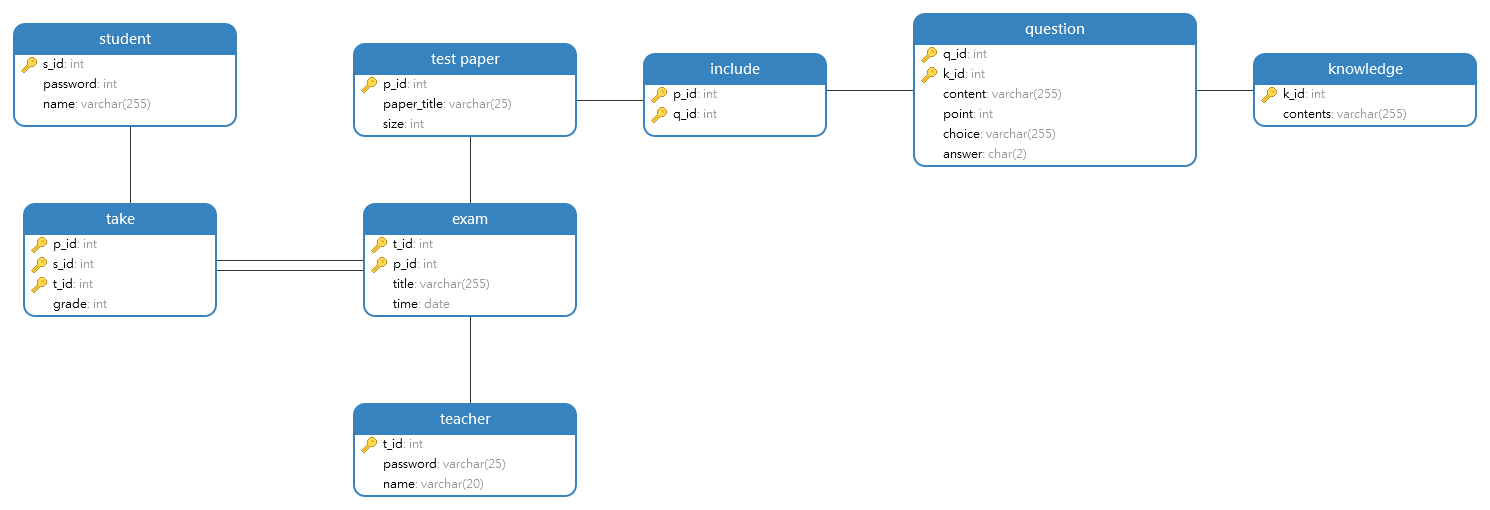 student
s_id: int
password: int
name: varchar(255)
test paper
p_id: int
paper_title: varchar(25)
size: int
include
p_id: int
q_id: int
question
q_id: int
k_id: int
content: varchar(255)
point: int
choice: varchar(255)
answer: char(2)
knowledge
k_id: int
contents: varchar(255)
take
p_id: int
s_id: int
t_id: int
grade: int
exam
t_id: int
p_id: int
title: varchar(255)
time: date
teacher
t_id: int
password: varchar(25)
name: varchar(20)